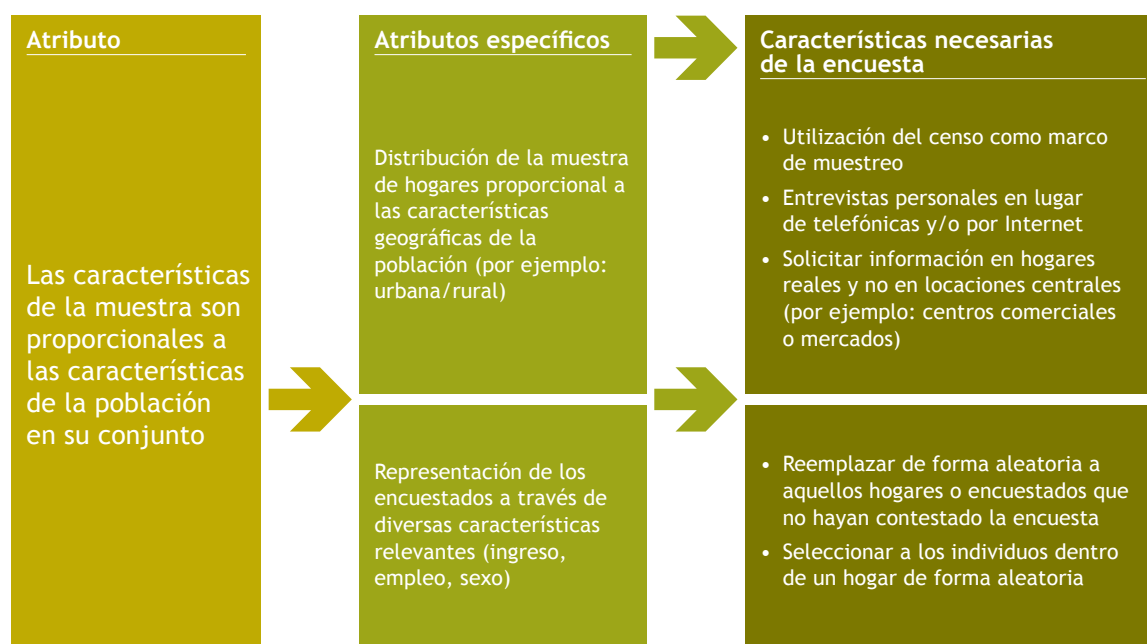 Atributo
Las características
de la muestra son
proporcionales a
las características
de la población
en su conjunto
Atributos específicos
Distribución de la muestra
de hogares proporcional a
las características
geográficas de la
población (por ejemplo:
urbana/rural)
Representación de los
encuestados a través de
diversas características
relevantes (ingreso,
empleo, sexo)
Características necesarias
de la encuesta
• Utilización del censo como marco
de muestreo
• Entrevistas personales en lugar
de telefónicas y/o por Internet
• Solicitar información en hogares
reales y no en locaciones centrales
(por ejemplo: centros comerciales
o mercados)
• Reemplazar de forma aleatoria a
aquellos hogares o encuestados que
no hayan contestado la encuesta
• Seleccionar a los individuos dentro
de un hogar de forma aleatoria